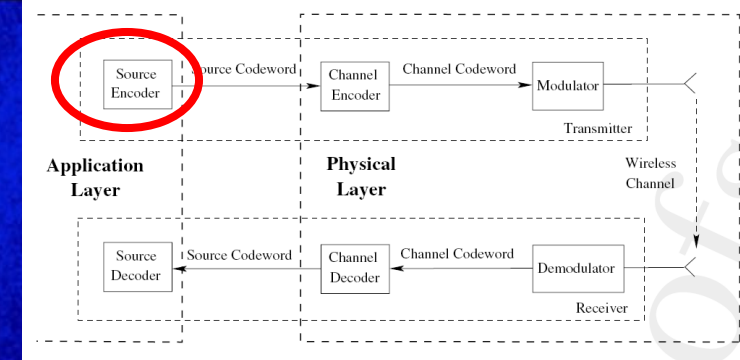 Source
Encoder
Source Codeword
Channel
Encoder
Channel Codeword
Modulator
Transmitter
Application
Layer
Physical
Layer
Wireless
Channel
Source
Decoder
Source Codeword
Channel
Decoder
Channel Codeword
Demodulator
Receiver